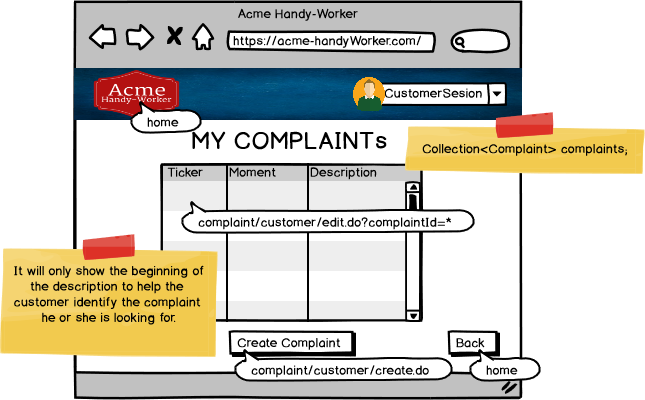 Acme Handy-Worker
https://acme-handyWorker.com/
Acme
Handy-Worker
CustomerSesion
home
MY COMPLAINTs
Collection<Complaint> complaints;
Ticker Moment Description
complaint/customer/edit.do?complaintId=*
It will only show the beginning of
the description to help the
customer identify the complaint
he or she is looking for.
Create Complaint Back
complaint/customer/create.do home